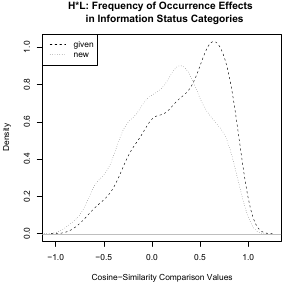 H*L: Frequency of Occurrence Effects
in Information Status Categories
given
new
Density
1.0
0.8
0.6
0.4
0.2
0.0
−1.0 −0.5 0.0 0.5 1.0
Cosine−Similarity Comparison Values